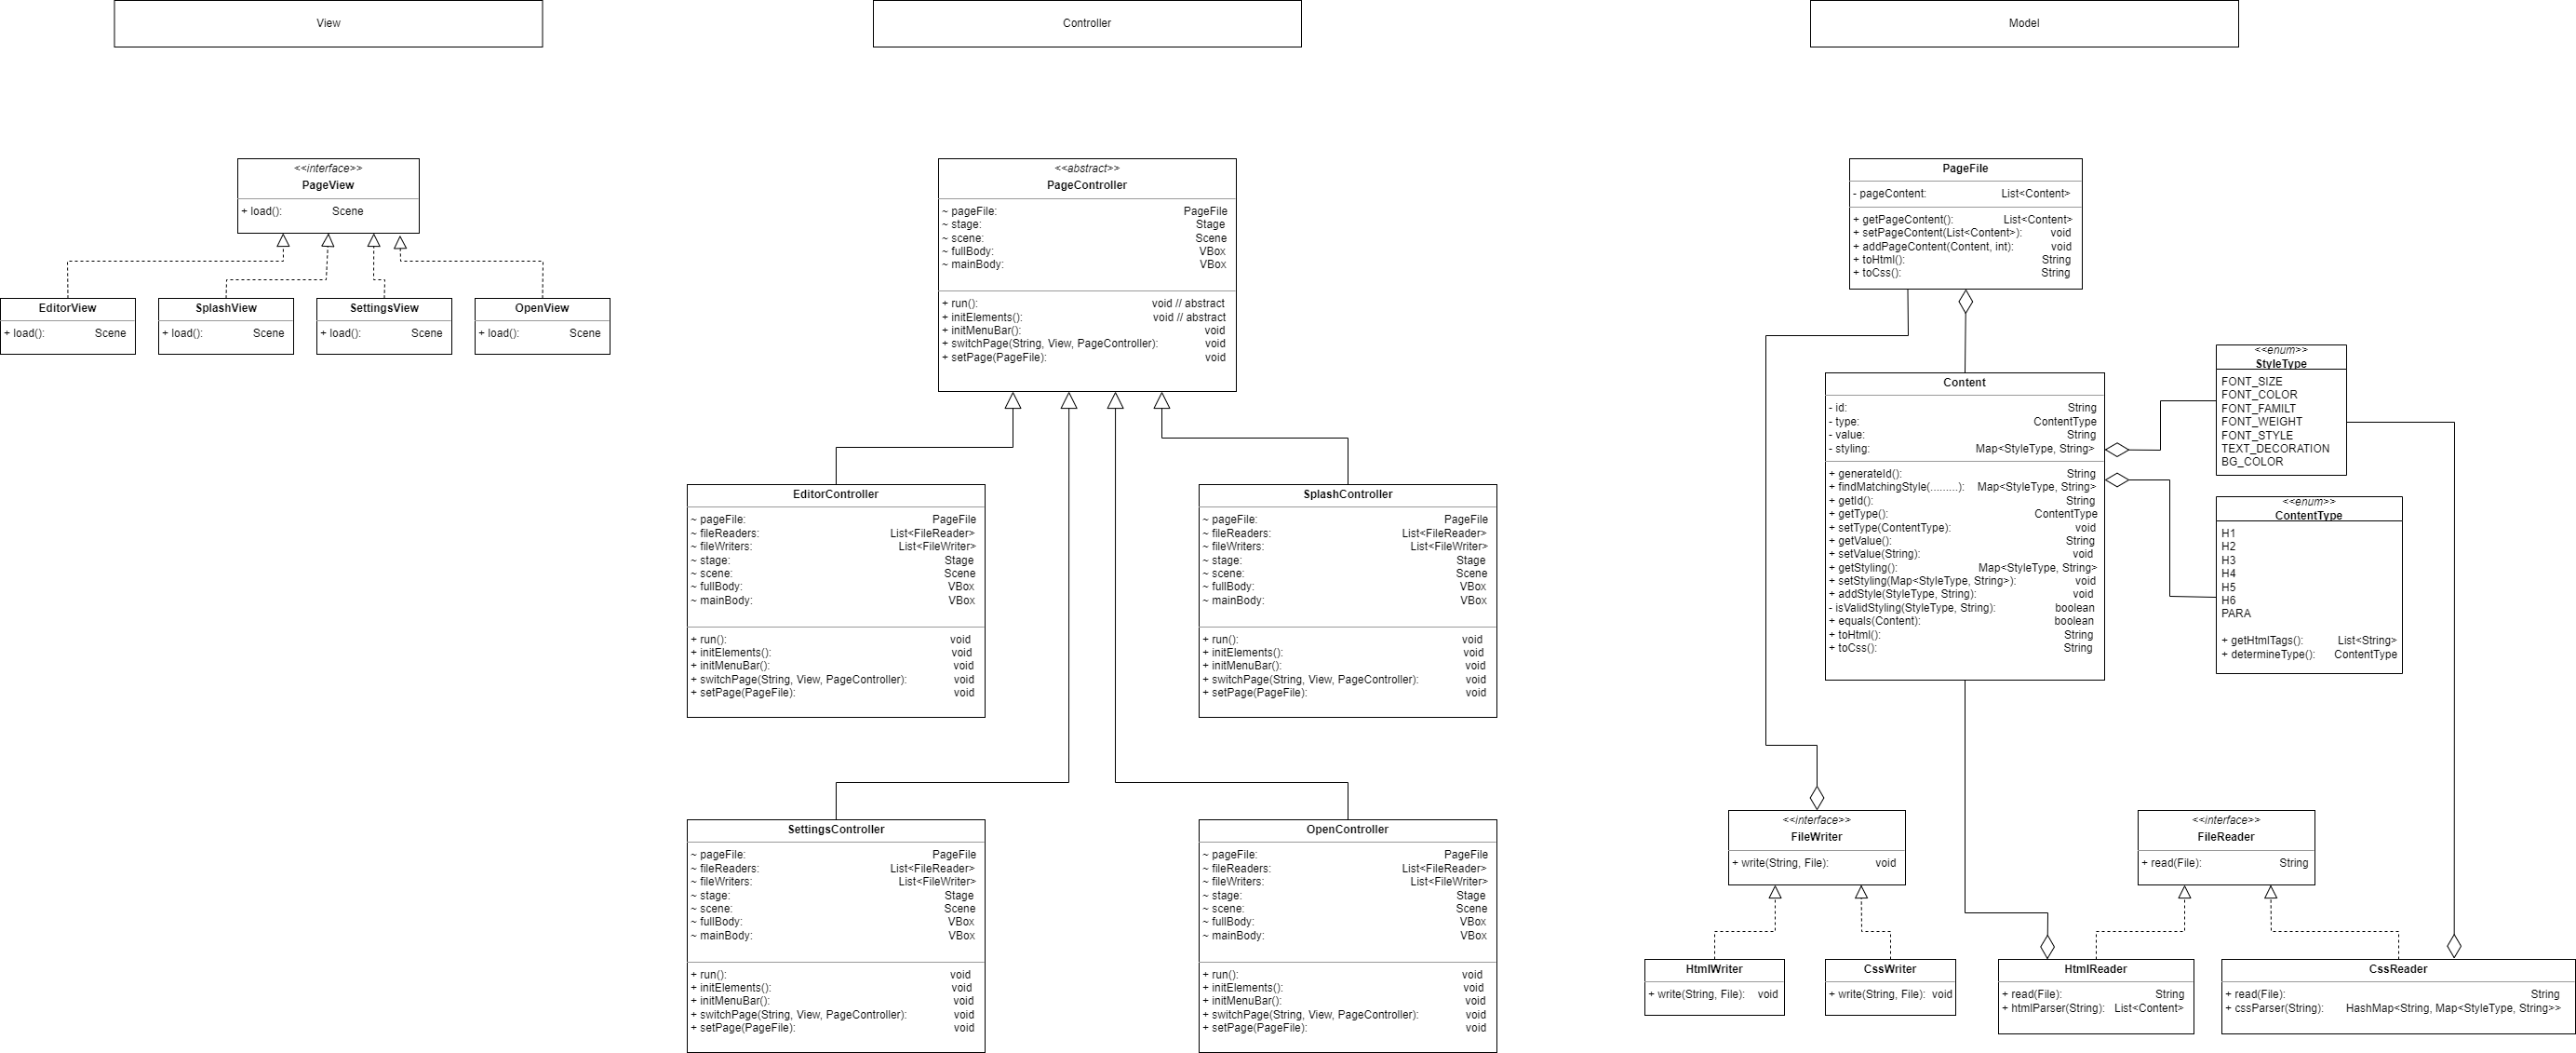 View
Controller
Model
<<interface>>
PageView
+ load(): Scene
EditorView
+ load(): Scene
SplashView
+ load(): Scene
SettingsView
+ load(): Scene
OpenView
+ load(): Scene
<<abstract>>
PageController
~ pageFile: PageFile
~ stage: Stage
~ scene: Scene
~ fullBody: VBox
~ mainBody: VBox
+ run(): void // abstract
+ initElements(): void // abstract
+ initMenuBar(): void
+ switchPage(String, View, PageController): void
+ setPage(PageFile): void
EditorController
~ pageFile: PageFile
~ fileReaders: List<FileReader>
~ fileWriters: List<FileWriter>
~ stage: Stage
~ scene: Scene
~ fullBody: VBox
~ mainBody: VBox
+ run(): void
+ initElements(): void
+ initMenuBar(): void
+ switchPage(String, View, PageController): void
+ setPage(PageFile): void
SplashController
~ pageFile: PageFile
~ fileReaders: List<FileReader>
~ fileWriters: List<FileWriter>
~ stage: Stage
~ scene: Scene
~ fullBody: VBox
~ mainBody: VBox
+ run(): void
+ initElements(): void
+ initMenuBar(): void
+ switchPage(String, View, PageController): void
+ setPage(PageFile): void
SettingsController
~ pageFile: PageFile
~ fileReaders: List<FileReader>
~ fileWriters: List<FileWriter>
~ stage: Stage
~ scene: Scene
~ fullBody: VBox
~ mainBody: VBox
+ run(): void
+ initElements(): void
+ initMenuBar(): void
+ switchPage(String, View, PageController): void
+ setPage(PageFile): void
OpenController
~ pageFile: PageFile
~ fileReaders: List<FileReader>
~ fileWriters: List<FileWriter>
~ stage: Stage
~ scene: Scene
~ fullBody: VBox
~ mainBody: VBox
+ run(): void
+ initElements(): void
+ initMenuBar(): void
+ switchPage(String, View, PageController): void
+ setPage(PageFile): void
PageFile
- pageContent: List<Content>
+ getPageContent(): List<Content>
+ setPageContent(List<Content>): void
+ addPageContent(Content, int): void
+ toHtml(): String
+ toCss(): String
Content
- id: String
- type: ContentType
- value: String
- styling: Map<StyleType, String>
+ generateId(): String
+ findMatchingStyle(.........): Map<StyleType, String>
+ getId(): String
+ getType(): ContentType
+ setType(ContentType): void
+ getValue(): String
+ setValue(String): void
+ getStyling(): Map<StyleType, String>
+ setStyling(Map<StyleType, String>): void
+ addStyle(StyleType, String): void
- isValidStyling(StyleType, String): boolean
+ equals(Content): boolean
+ toHtml(): String
+ toCss(): String
<<enum>>
StyleType
FONT_SIZE
FONT_COLOR
FONT_FAMILT
FONT_WEIGHT
FONT_STYLE
TEXT_DECORATION
BG_COLOR
<<enum>>
ContentType
H1
H2
H3
H4
H5
H6
PARA
+ getHtmlTags(): List<String>
+ determineType(): ContentType
<<interface>>
FileWriter
+ write(String, File): void
<<interface>>
FileReader
+ read(File): String
HtmlWriter
+ write(String, File): void
CssWriter
+ write(String, File): void
HtmlReader
+ read(File): String
+ htmlParser(String): List<Content>
CssReader
+ read(File): String
+ cssParser(String): HashMap<String, Map<StyleType, String>>